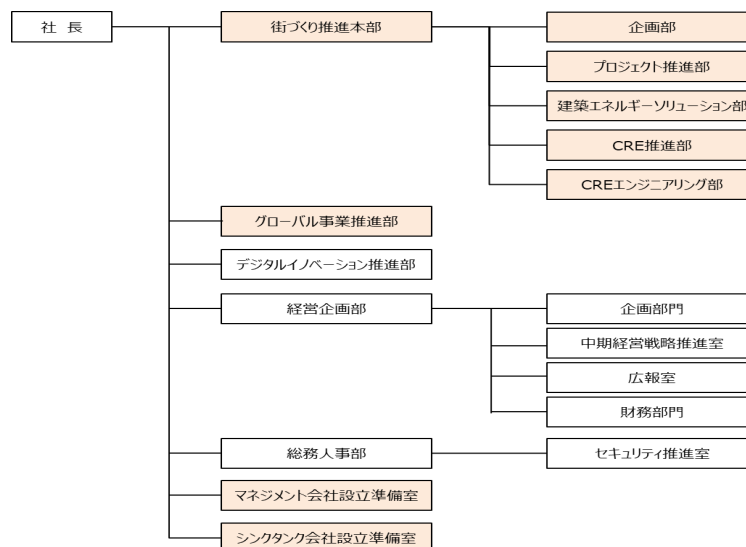 社 長
街づくり推進本部
企画部
プロジェクト推進部
建築エネルギーソリューション部
CRE推進部
CREエンジニアリング部
グローバル事業推進部
デジタルイノベーション推進部
経営企画部
企画部門
中期経営戦略推進室
広報室
財務部門
総務人事部
セキュリティ推進室
マネジメント会社設立準備室
シンクタンク会社設立準備室